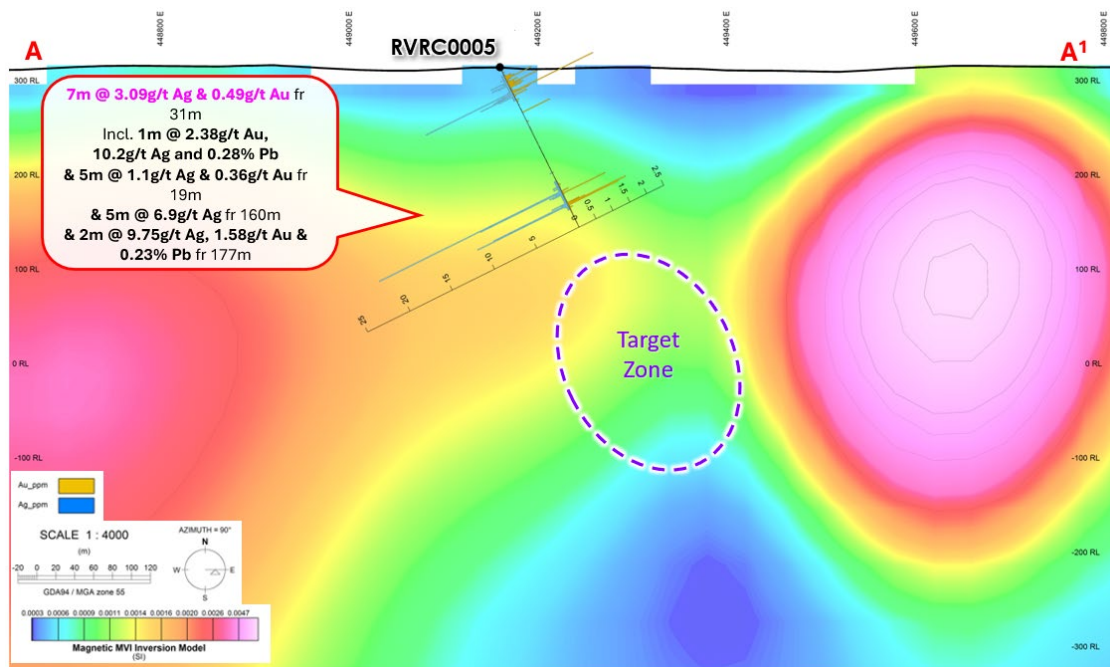 448800 E
449000 E
449200 E
449400 E
449600 E
449800 E
A
RVRC0005
A¹
300 RL
300 RL
7m @ 3.09g/t Ag & 0.49g/t Au fr
31m
Incl. 1m @ 2.38g/t Au,
10.2g/t Ag and 0.28% Pb
& 5m @ 1.1g/t Ag & 0.36g/t Au fr
19m
& 5m @ 6.9g/t Ag fr 160m
& 2m @ 9.75g/t Ag, 1.58g/t Au &
0.23% Pb fr 177m
200 RL
200 RL
2.5
2
1.5
1
0.5
0
5
10
15
20
25
100 RL
100 RL
Target
Zone
0 RL
0 RL
-100 RL
-100 RL
Au_ppm
Ag_ppm
SCALE 1 : 4000
(m)
-20 0 20 40 60 80 100 120
GDA94 / MGA zone 55
AZIMUTH = 90°
N
W
E
S
-200 RL
0.0003 0.0006 0.0009 0.0011 0.0014 0.0016 0.0020 0.0026 0.0047
Magnetic MVI Inversion Model
(SI)
-300 RL